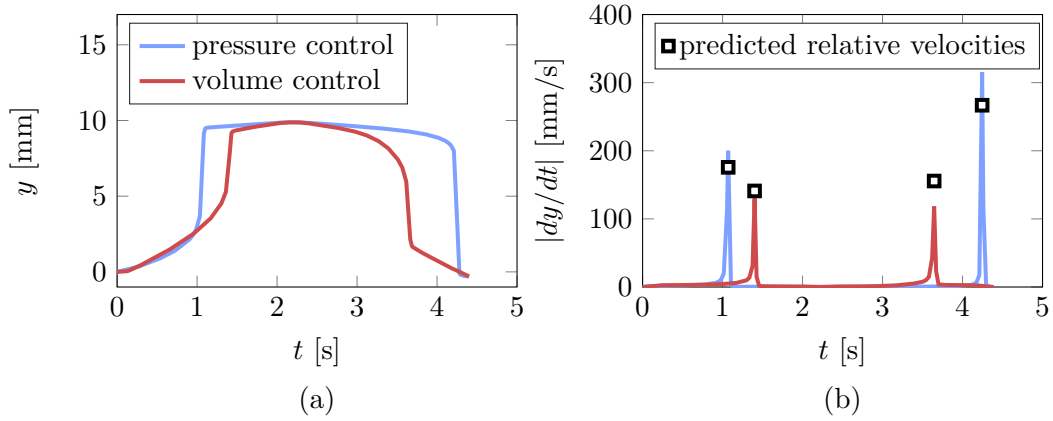 pressure control
volume control
y [mm]
15
10
5
0
0 1 2 3 4 5
t [s]
(a)
predicted relative velocities
|dy/dt| [mm/s]
400
300
200
100
0
0 1 2 3 4 5
t [s]
(b)